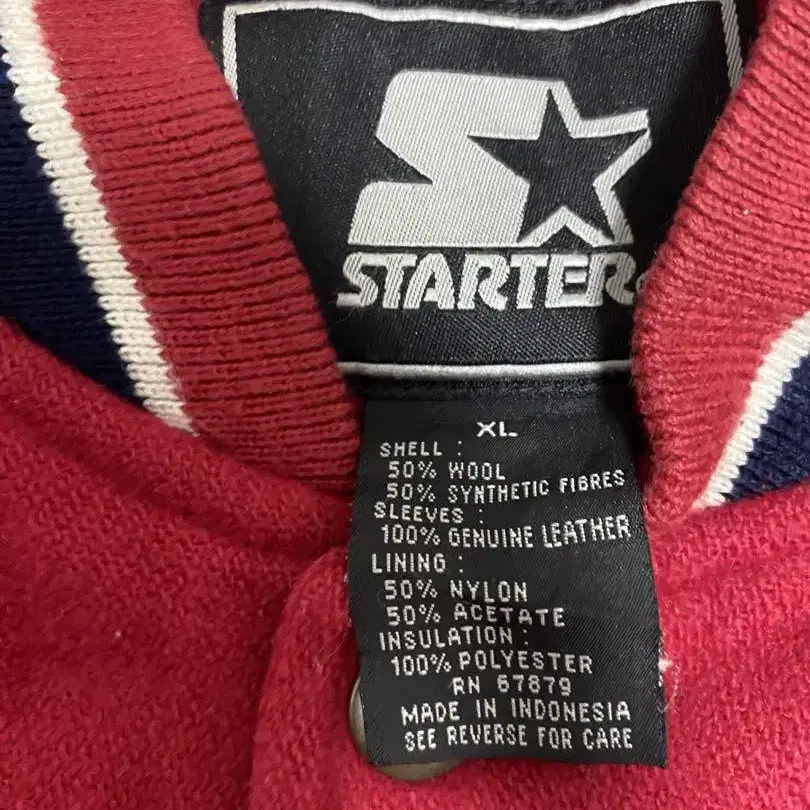 STARTER
XL
SHELL :
50% WOOL
50% SYNTHETIC FIBRES
SLEEVES :
100% GENUINE LEATHER
LINING :
50% NYLON
50% ACETATE
INSULATION :
100% POLYESTER
RN 67879
MADE IN INDONESIA
SEE REVERSE FOR CARE